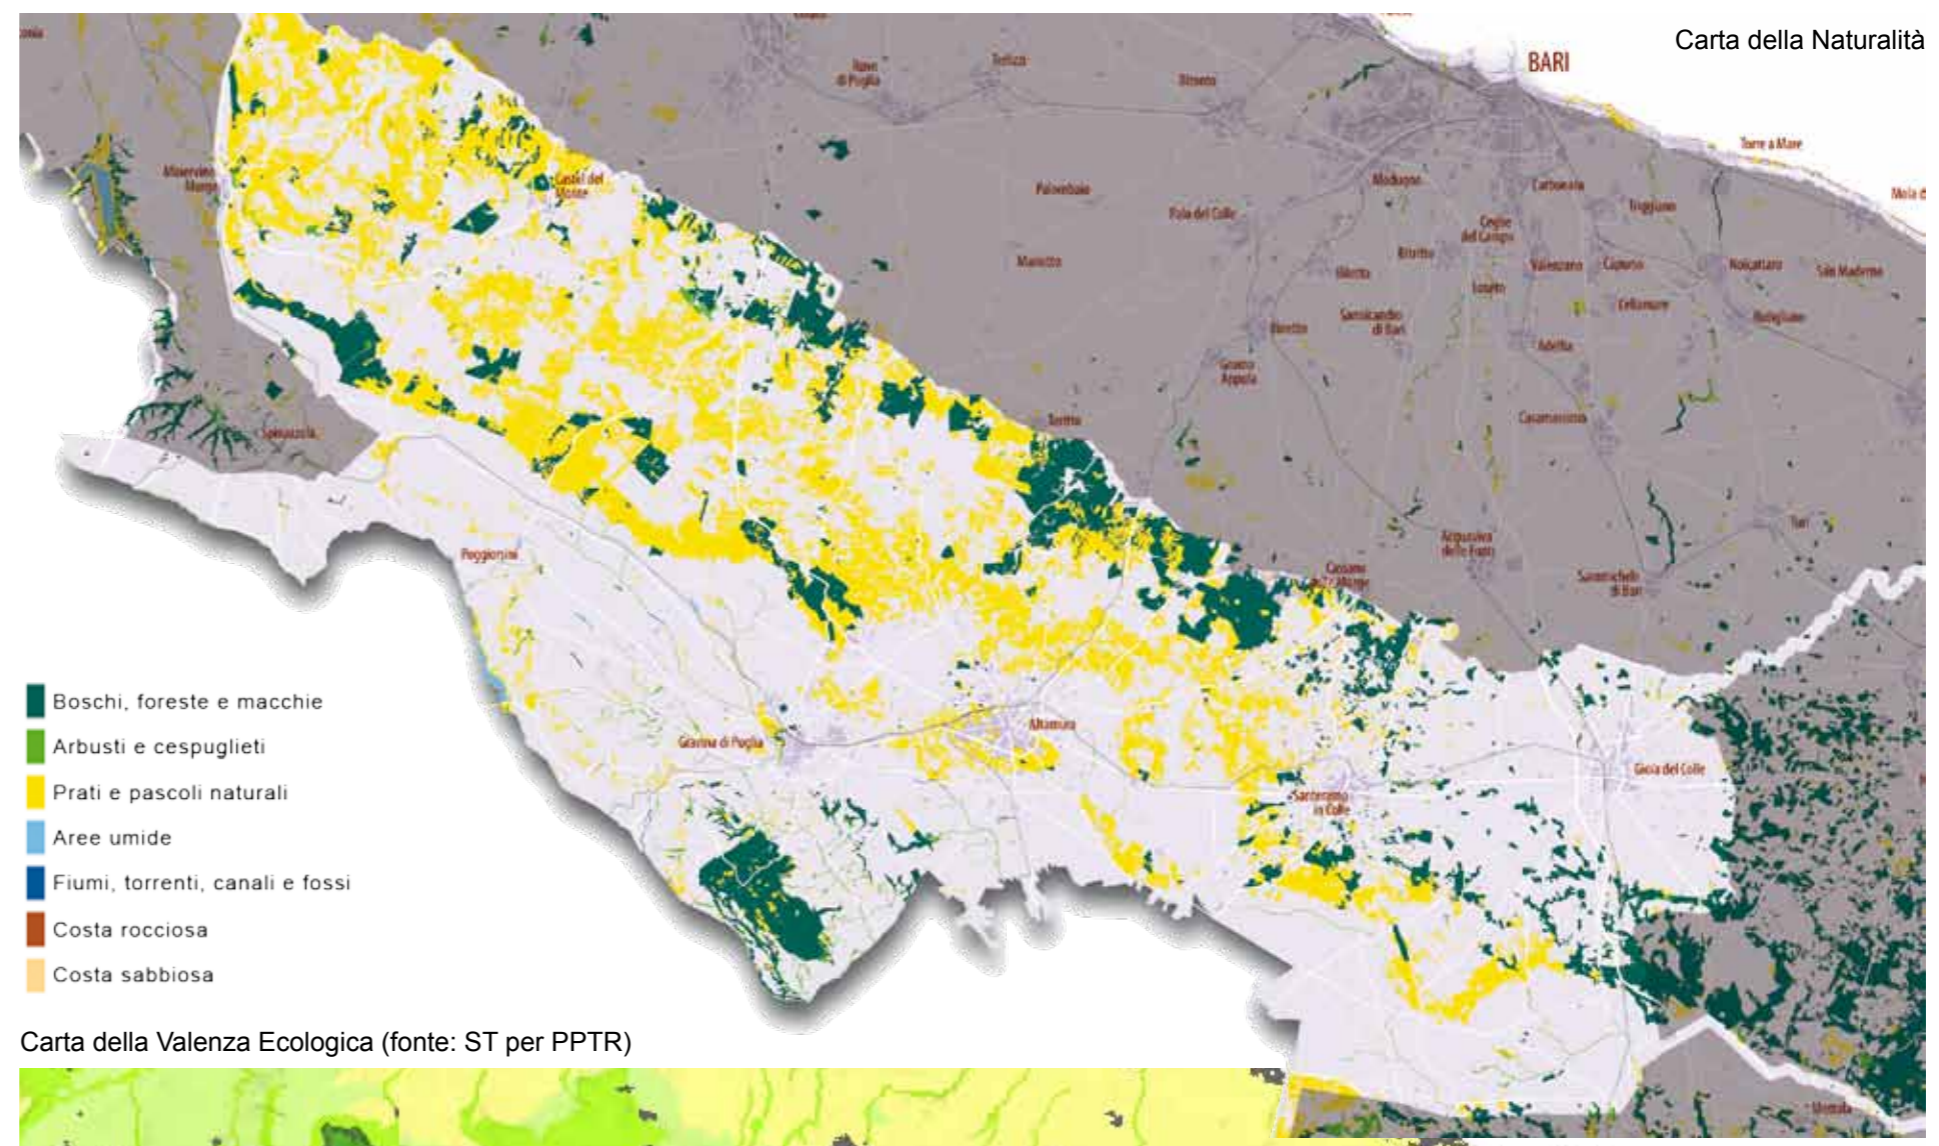 Carta della Naturalità
BARI
Ruvo
di Puglia
Terlizzi
Bitonto
Torre a Mare
Mola d
Minervino
Murge
Castel del
Monte
Palombaio
Mariotto
Palo del Colle
Modugno
Carbonara
Ceglie
del Campo
Triggiano
Bitritto
Bitetto
Loseto
Valenzano
Capurso
Noicattaro
Cellamare
Rutigliano
Sannicandro
di Bari
Adelfia
Binetto
Grumo
Appula
Casamassima
Toritto
Spinazzola
Poggiorsini
Acquaviva
delle Fonti
Turi
Sammichele
di Bari
Cassano
delle Murge
Gravina di Puglia
Altamura
Santeramo
in Colle
Gioia del Colle
Mottola
Boschi, foreste e macchie
Arbusti e cespuglieti
Prati e pascoli naturali
Aree umide
Fiumi, torrenti, canali e fossi
Costa rocciosa
Costa sabbiosa
Carta della Valenza Ecologica (fonte: ST per PPTR)